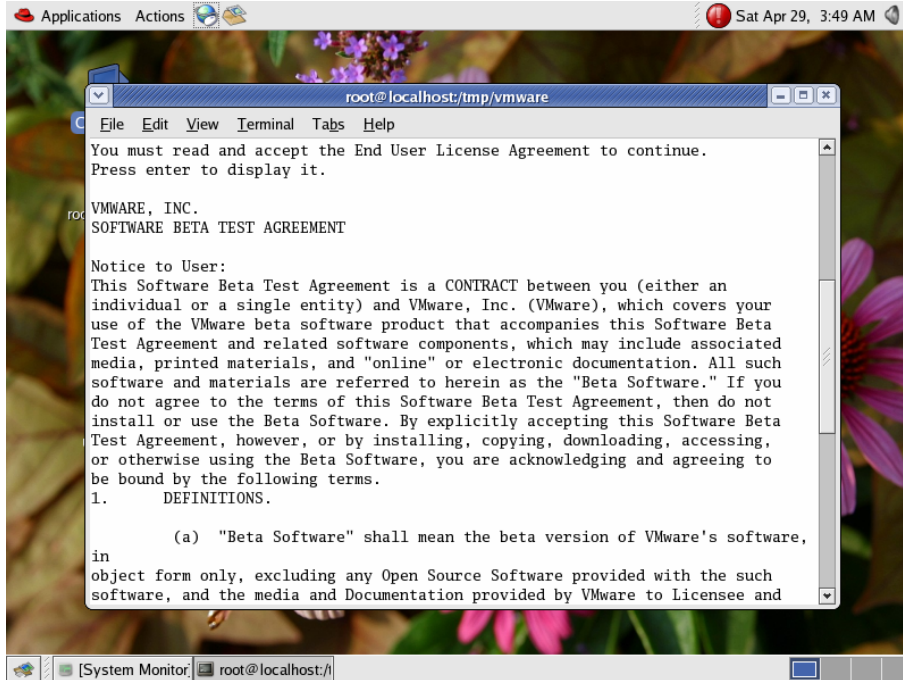 Applications Actions
Sat Apr 29, 3:49 AM
root@localhost:/tmp/vmware
File Edit View Terminal Tabs Help
You must read and accept the End User License Agreement to continue.
Press enter to display it.
VMWARE, INC.
SOFTWARE BETA TEST AGREEMENT
Notice to User:
This Software Beta Test Agreement is a CONTRACT between you (either an
individual or a single entity) and VMware, Inc. (VMware), which covers your
use of the VMware beta software product that accompanies this Software Beta
Test Agreement and related software components, which may include associated
media, printed materials, and "online" or electronic documentation. All such
software and materials are referred to herein as the "Beta Software." If you
do not agree to the terms of this Software Beta Test Agreement, then do not
install or use the Beta Software. By explicitly accepting this Software Beta
Test Agreement, however, or by installing, copying, downloading, accessing,
or otherwise using the Beta Software, you are acknowledging and agreeing to
be bound by the following terms.
1. DEFINITIONS.
(a) "Beta Software" shall mean the beta version of VMware's software,
in
object form only, excluding any Open Source Software provided with the such
software, and the media and Documentation provided by VMware to Licensee and
[System Monitor] root@localhost:/t